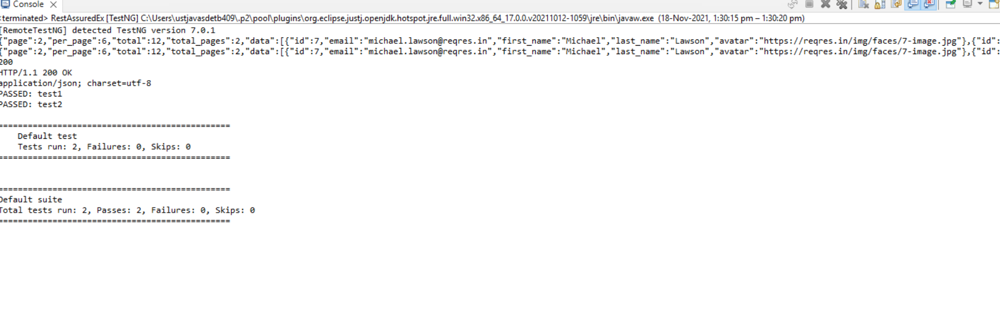 Console
<terminated> RestAssuredEx [TestNG] C:\Users\ustjavasdetb409\.p2\pool\plugins\org.eclipse.justj.openjdk.hotspot.jre.full.win32.x86_64_17.0.0.v20211012-1059\jre\bin\javaw.exe (18-Nov-2021, 1:30:15 pm – 1:30:20 pm)
[RemoteTestNG] detected TestNG version 7.0.1
{"page":2,"per_page":6,"total":12,"total_pages":2,"data":[{"id":7,"email":"michael.lawson@reqres.in","first_name":"Michael","last_name":"Lawson","avatar":"https://reqres.in/img/faces/7-image.jpg"},{"id":
{"page":2,"per_page":6,"total":12,"total_pages":2,"data":[{"id":7,"email":"michael.lawson@reqres.in","first_name":"Michael","last_name":"Lawson","avatar":"https://reqres.in/img/faces/7-image.jpg"},{"id":
200
HTTP/1.1 200 OK
application/json; charset=utf-8
PASSED: test1
PASSED: test2
===============================================
Default test
Tests run: 2, Failures: 0, Skips: 0
===============================================
===============================================
Default suite
Total tests run: 2, Passes: 2, Failures: 0, Skips: 0
===============================================